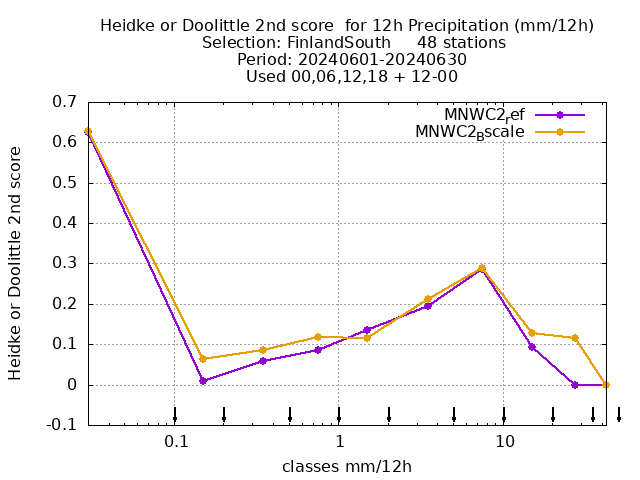 Heidke or Doolittle 2nd score  for 12h Precipitation (mm/12h)
Selection: FinlandSouth     48 stations
Period: 20240601-20240630
Used 00,06,12,18 + 12-00
MNWC2ref
MNWC2Bscale
0.7
0.6
0.5
0.4
0.3
0.2
0.1
0
-0.1
Heidke or Doolittle 2nd score
0.1 1 10
classes mm/12h